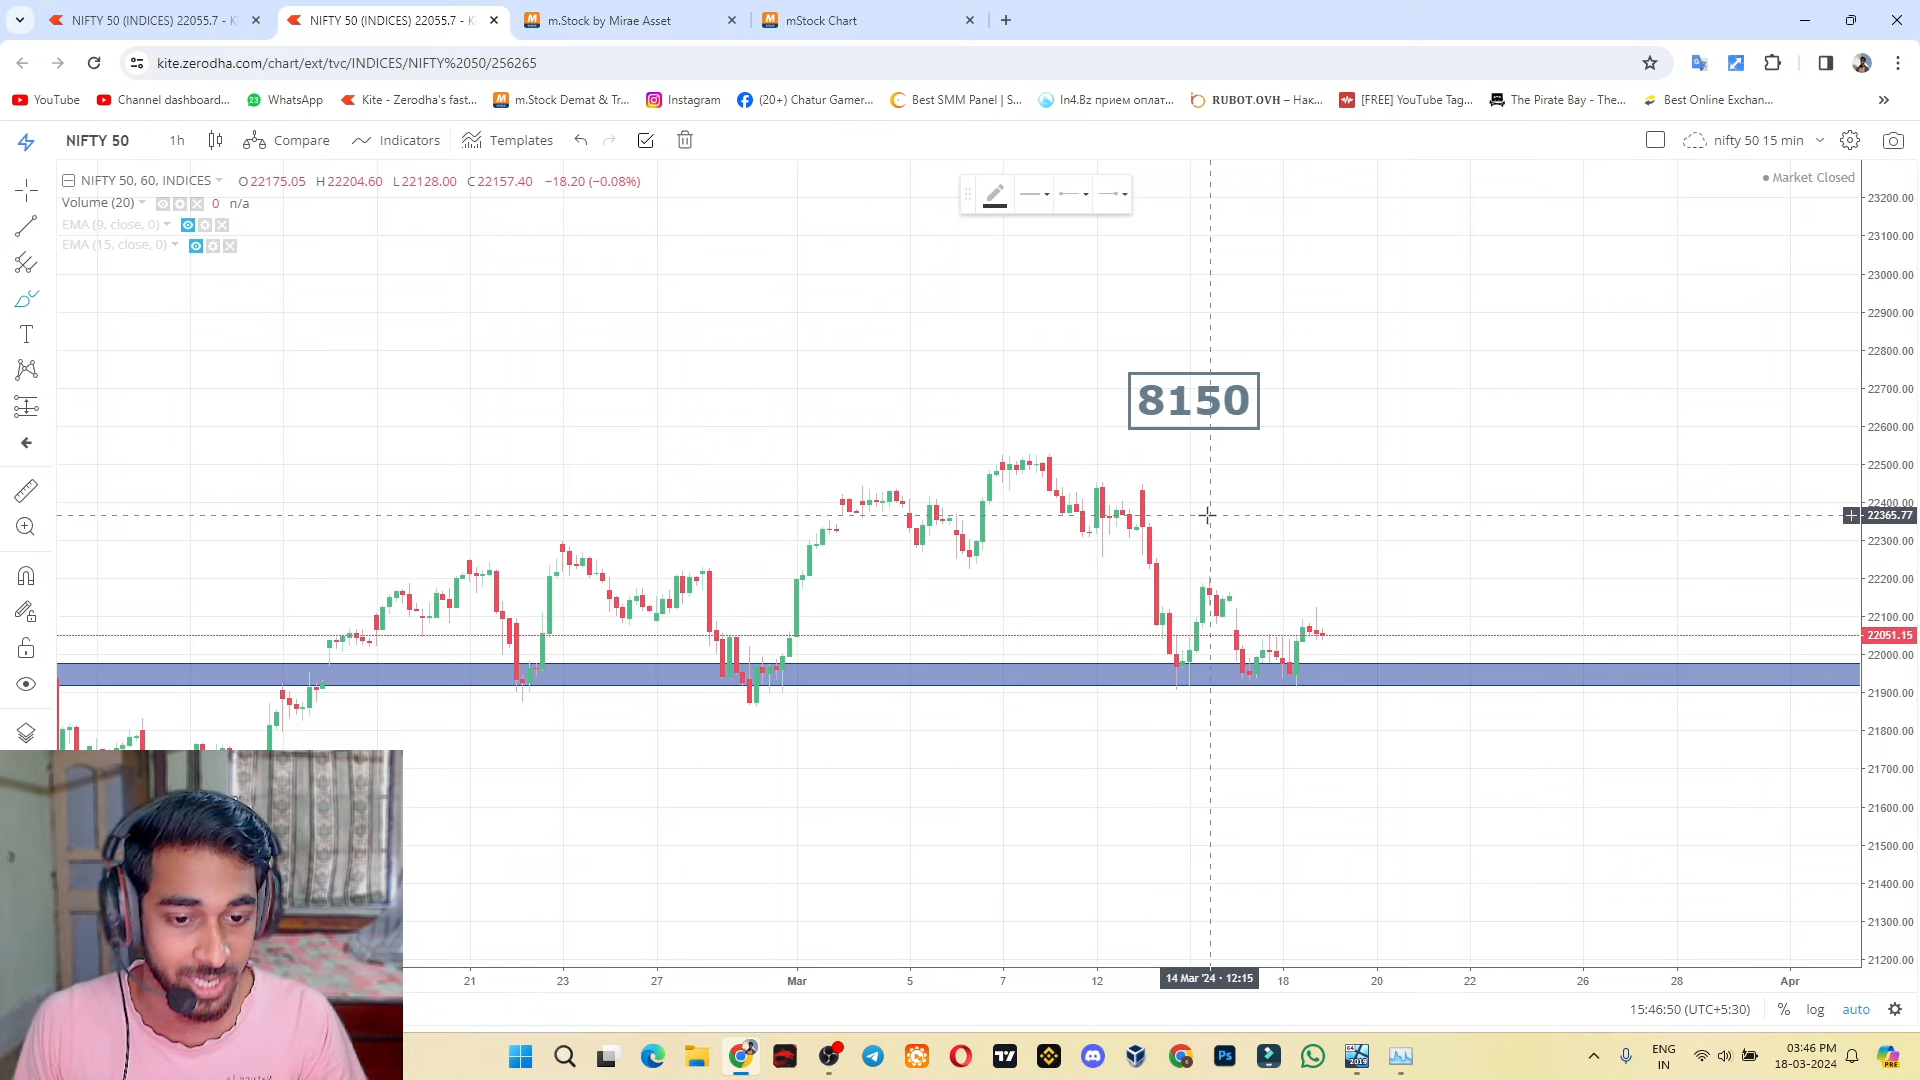 NIFTY 50 (INDICES) 22055.7 - K
NIFTY 50 (INDICES) 22055.7 - K
m.Stock by Mirae Asset
mStock Chart
kite.zerodha.com/chart/ext/tvc/INDICES/NIFTY%2050/256265
YouTube
Channel dashboard...
WhatsApp
Kite - Zerodha's fast...
m.Stock Demat & Tr...
Instagram
(20+) Chatur Gamer...
Best SMM Panel | S...
In4.Bz прием оплат...
RUBOT.OVH – Нак...
[FREE] YouTube Tag...
The Pirate Bay - The...
Best Online Exchan...
NIFTY 50
1h
Compare
Indicators
Templates
nifty 50 15 min
NIFTY 50, 60, INDICES
O22175.05 H22204.60 L22128.00 C22157.40 −18.20 (−0.08%)
Market Closed
Volume (20)
0 n/a
EMA (9, close, 0)
EMA (15, close, 0)
8150
23200.00
23100.00
23000.00
22900.00
22800.00
22700.00
22600.00
22500.00
22400.00
22365.77
22300.00
22200.00
22100.00
22051.15
22000.00
21900.00
21800.00
21700.00
21600.00
21500.00
21400.00
21300.00
21200.00
21
23
27
Mar
5
7
12
14 Mar '24 • 12:15
18
20
22
26
28
Apr
15:46:50 (UTC+5:30)
%
log
auto
ENG
IN
03:46 PM
18-03-2024